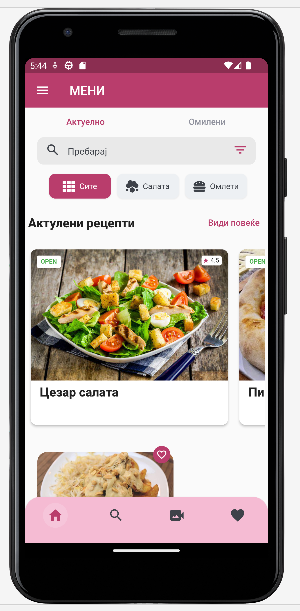 5:44
МЕНИ
Актуелно
Омилени
Пребарај
Сите
Салата
Омлети
Актулени рецепти
Види повеќе
OPEN
4.5
OPEN
Цезар салата
Пи